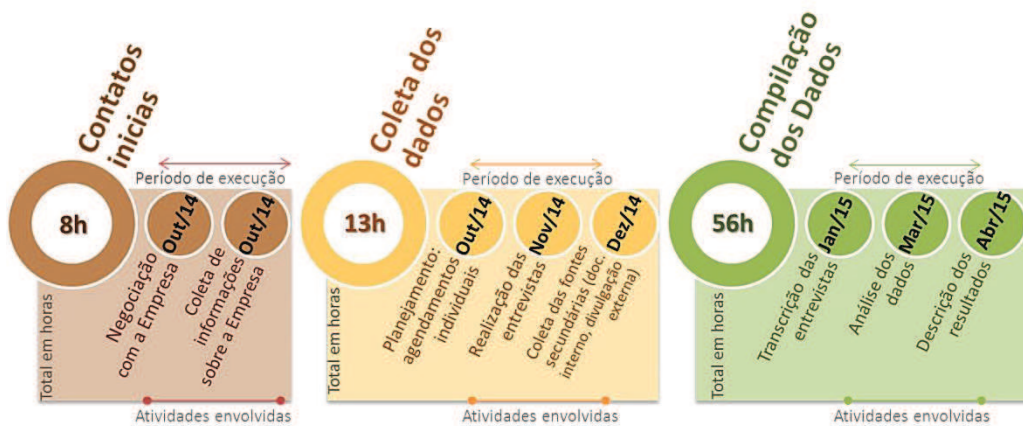 Contatos
inicias
Período de execução
8h
Out/14
Out/14
Total em horas
Negociação
com a Empresa
Coleta de
informações
sobre a Empresa
Atividades envolvidas
Coleta dos
dados
Período de execução
13h
Out/14
Nov/14
Dez/14
Total em horas
Planejamento:
agendamentos
individuais
Realização das
entrevistas
Coleta das fontes
secundárias (doc.
interno, divulgação
externa)
Atividades envolvidas
Compilação
dos Dados
Período de execução
56h
Jan/15
Mar/15
Abr/15
Total em horas
Transcrição das
entrevistas
Análise dos
dados
Descrição dos
resultados
Atividades envolvidas